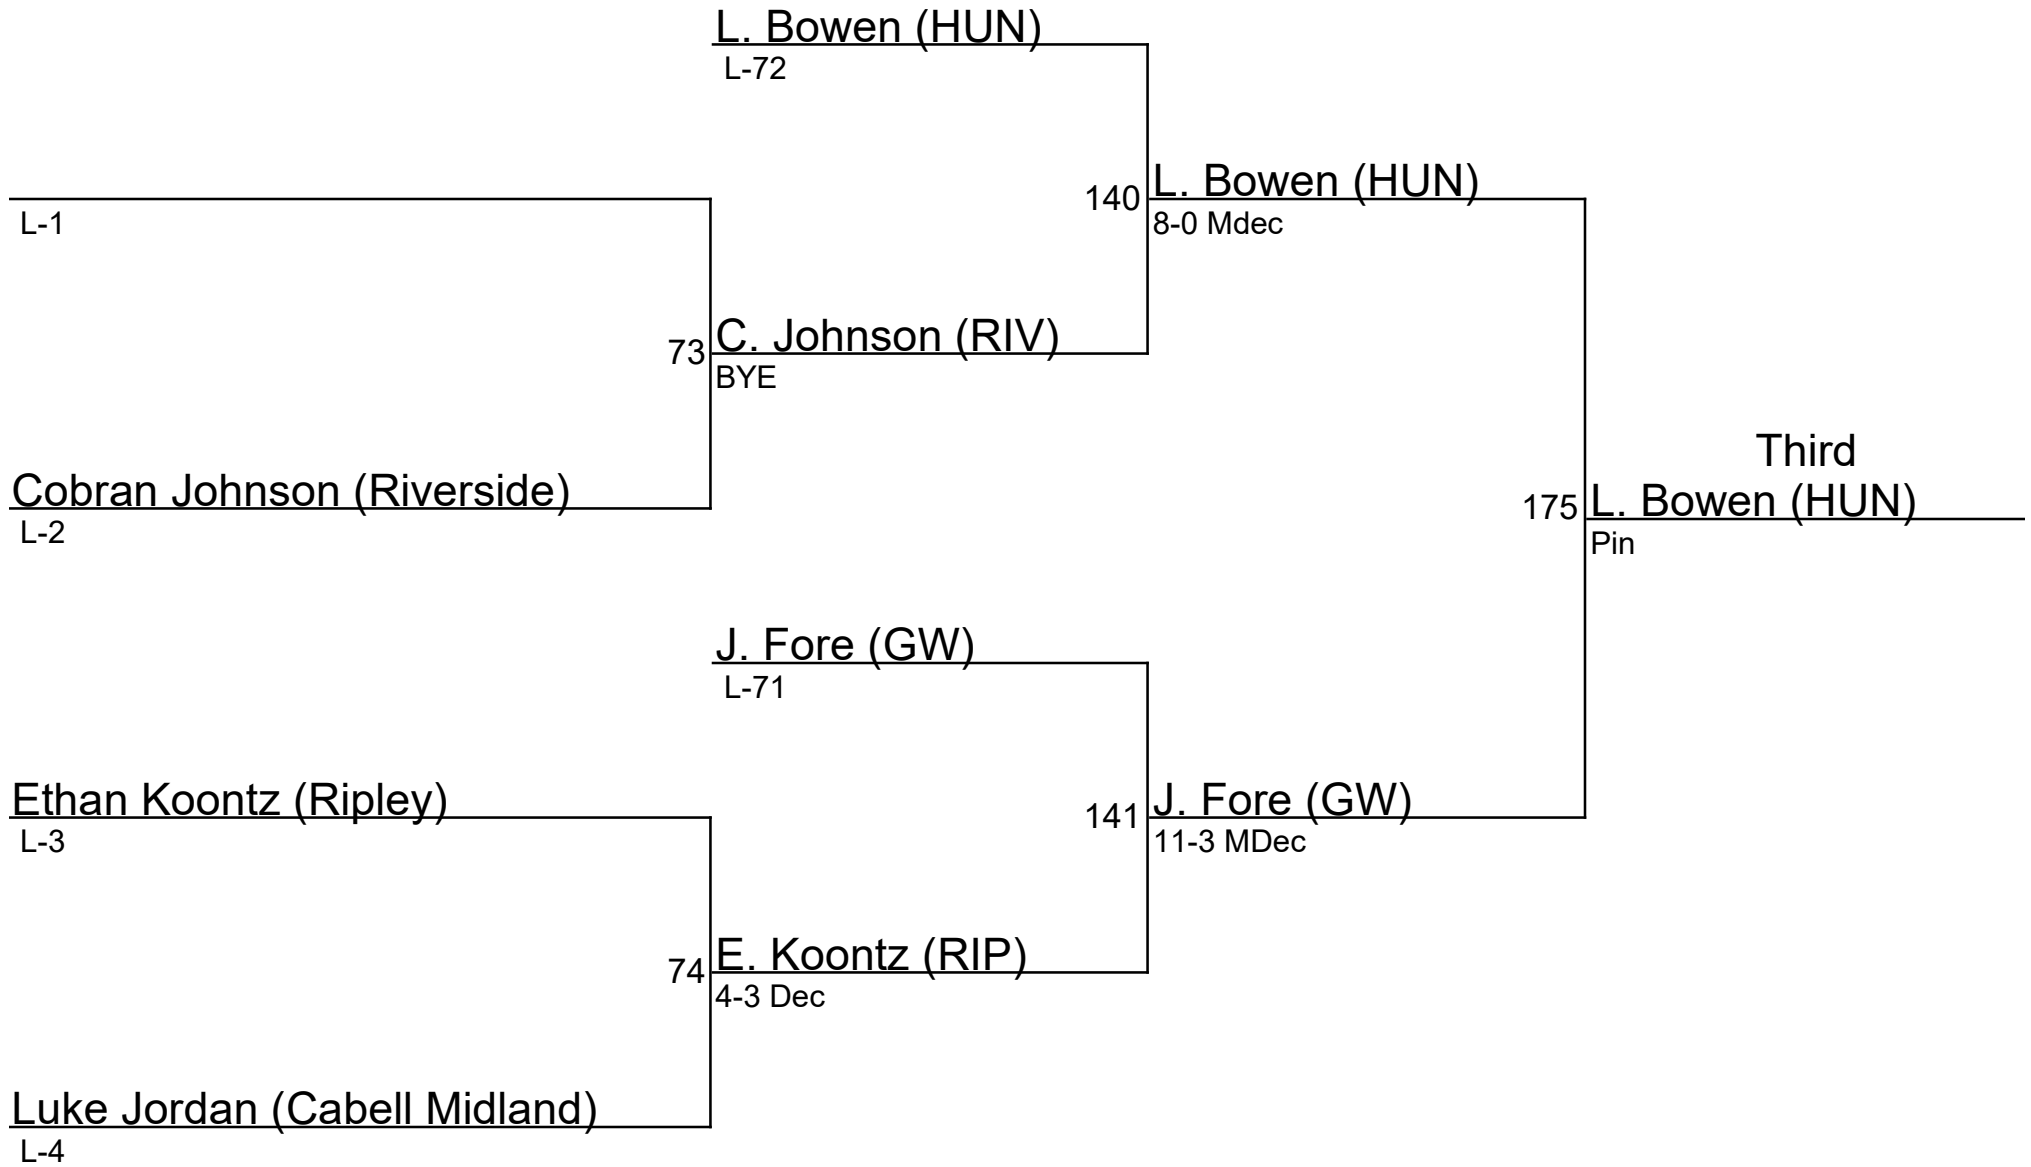 L. Bowen (HUN)
L-72
140 L. Bowen (HUN)
8-0 Mdec
L-1
73 C. Johnson (RIV)
BYE
Cobran Johnson (Riverside)
L-2
Third
175 L. Bowen (HUN)
Pin
J. Fore (GW)
L-71
Ethan Koontz (Ripley)
L-3
141 J. Fore (GW)
11-3 MDec
74 E. Koontz (RIP)
4-3 Dec
Luke Jordan (Cabell Midland)
L-4